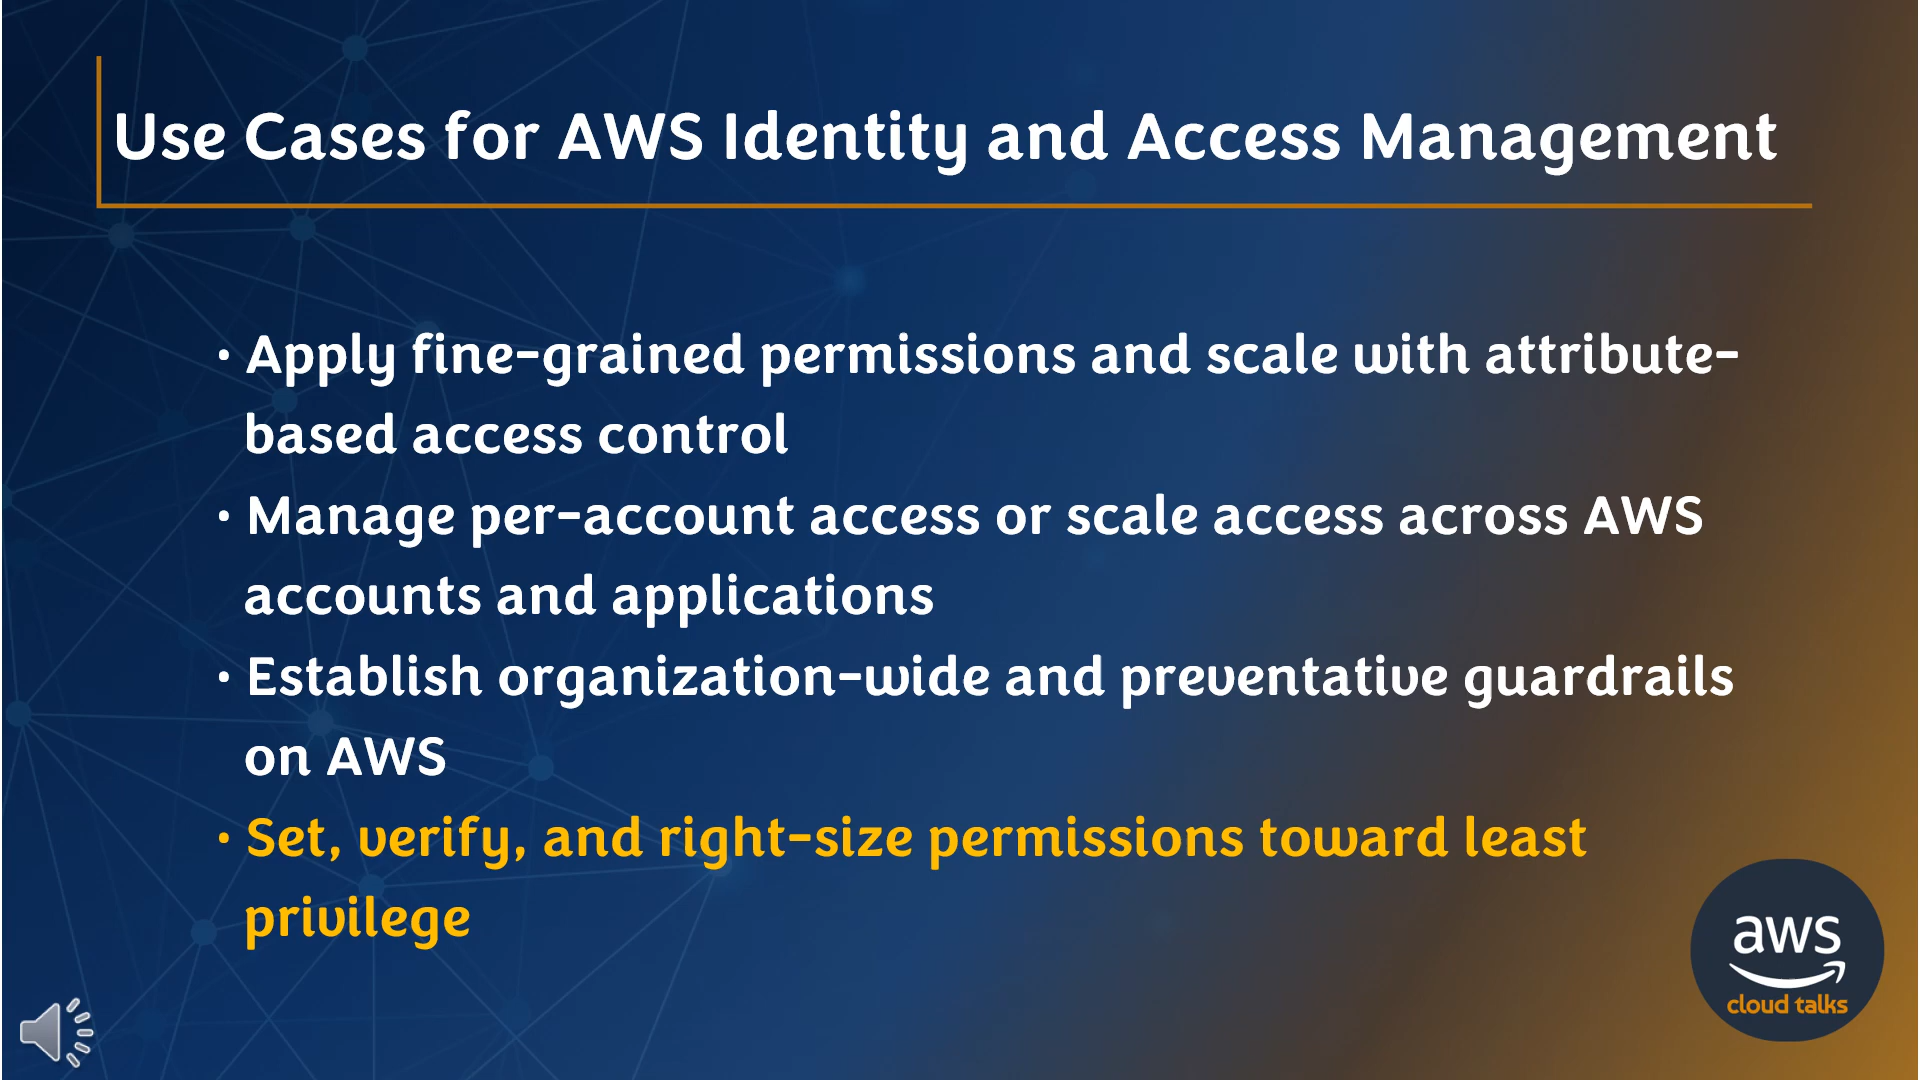 Use Cases for AWS Identity and Access Management
• Apply fine-grained permissions and scale with attribute-
based access control
• Manage per-account access or scale access across AWS
accounts and applications
• Establish organization-wide and preventative guardrails
on AWS
• Set, verify, and right-size permissions toward least
privilege
aws
cloud talks